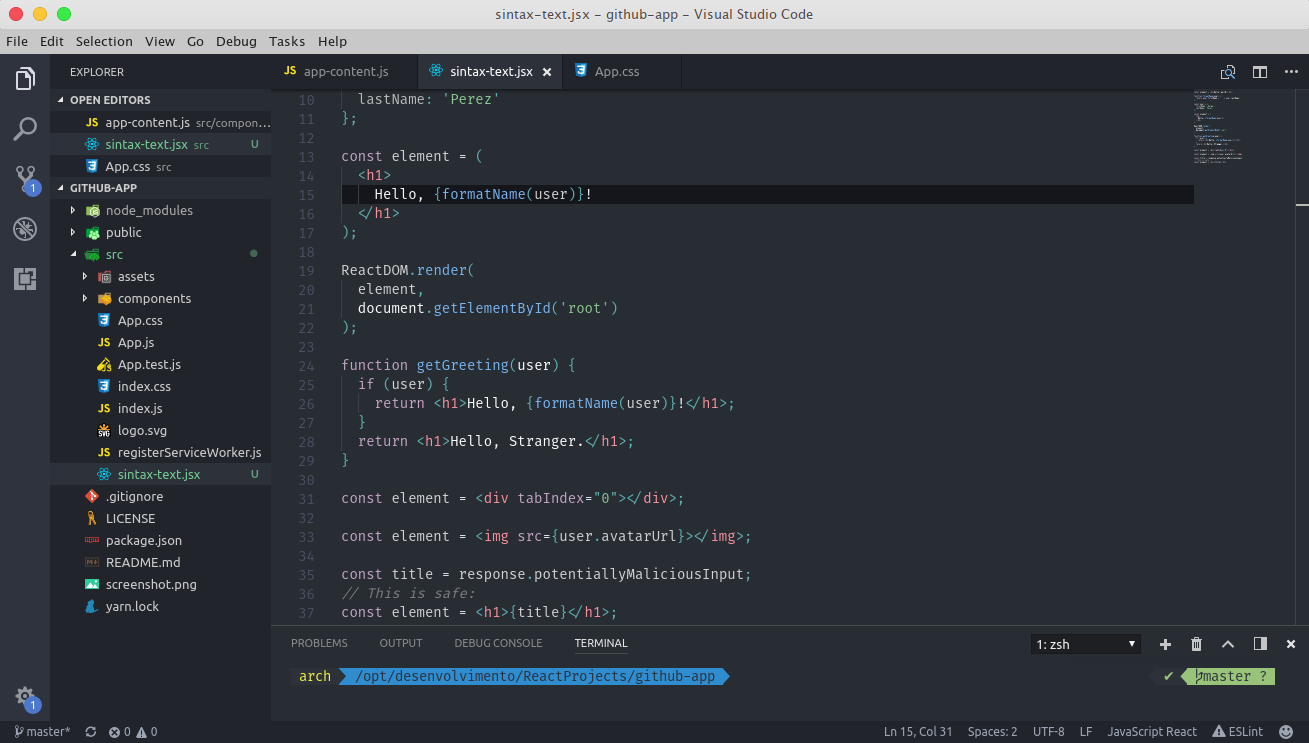 sintax-text.jsx – github-app – Visual Studio Code
File Edit Selection View Go Debug Tasks Help
EXPLORER
OPEN EDITORS
JS app-content.js src/compon...
sintax-text.jsx src U
App.css src
1
GITHUB-APP
node_modules
public
src
assets
components
App.css
JS App.js
App.test.js
index.css
JS index.js
SVG logo.svg
JS registerServiceWorker.js
sintax-text.jsx U
.gitignore
LICENSE
package.json
README.md
screenshot.png
yarn.lock
1
JS app-content.js sintax-text.jsx × App.css
10 lastName: 'Perez'
11 };
12
13 const element = (
14 <h1>
15 Hello, {formatName(user)}!
16 </h1>
17 );
18
19 ReactDOM.render(
20 element,
21 document.getElementById('root')
22 );
23
24 function getGreeting(user) {
25 if (user) {
26 return <h1>Hello, {formatName(user)}!</h1>;
27 }
28 return <h1>Hello, Stranger.</h1>;
29 }
30
31 const element = <div tabIndex="0"></div>;
32
33 const element = <img src={user.avatarUrl}></img>;
34
35 const title = response.potentiallyMaliciousInput;
36 // This is safe:
37 const element = <h1>{title}</h1>;
PROBLEMS OUTPUT DEBUG CONSOLE TERMINAL 1: zsh
arch /opt/desenvolvimento/ReactProjects/github-app ✔ master ?
master* 0 0 Ln 15, Col 31 Spaces: 2 UTF-8 LF JavaScript React ESLint